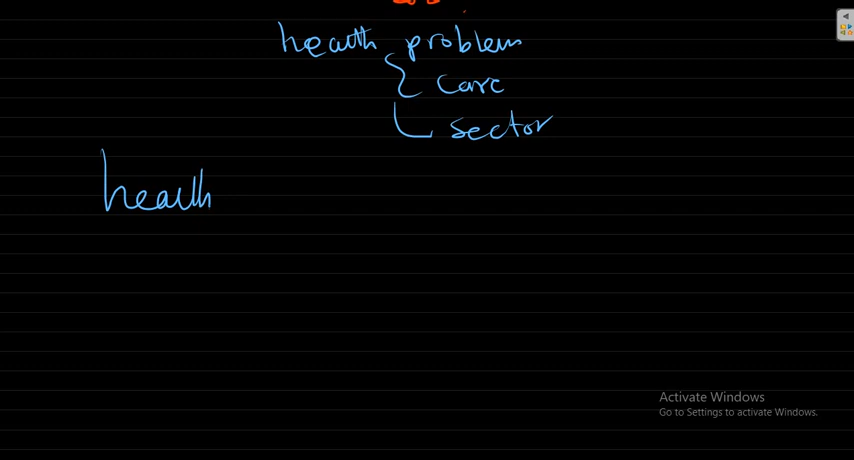 health problem
care
sector
health
Activate Windows
Go to Settings to activate Windows.